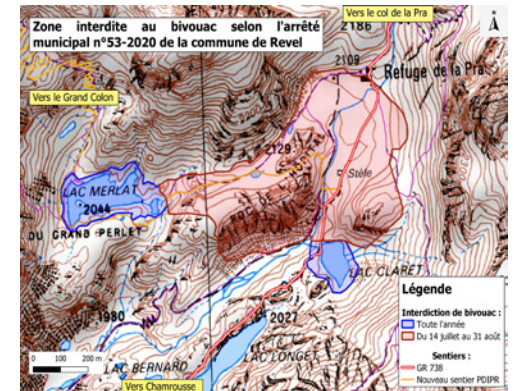 Zone interdite au bivouac selon l'arrêté
municipal n°53-2020 de la commune de Revel
Vers le col de la Pra
2186
2109
Refuge de la Pra
Vers le Grand Colon
2129
Stèle
LAC MERLAT
2044
DU GRAND PERLET
LAC CLARET
1980
2027
LAC LONGET
AC BERNARD
Vers Chamrousse
0 100 200 m
Légende
Interdiction de bivouac :
Toute l'année
Du 14 juillet au 31 août
Sentiers :
GR 738
Nouveau sentier PDIPR